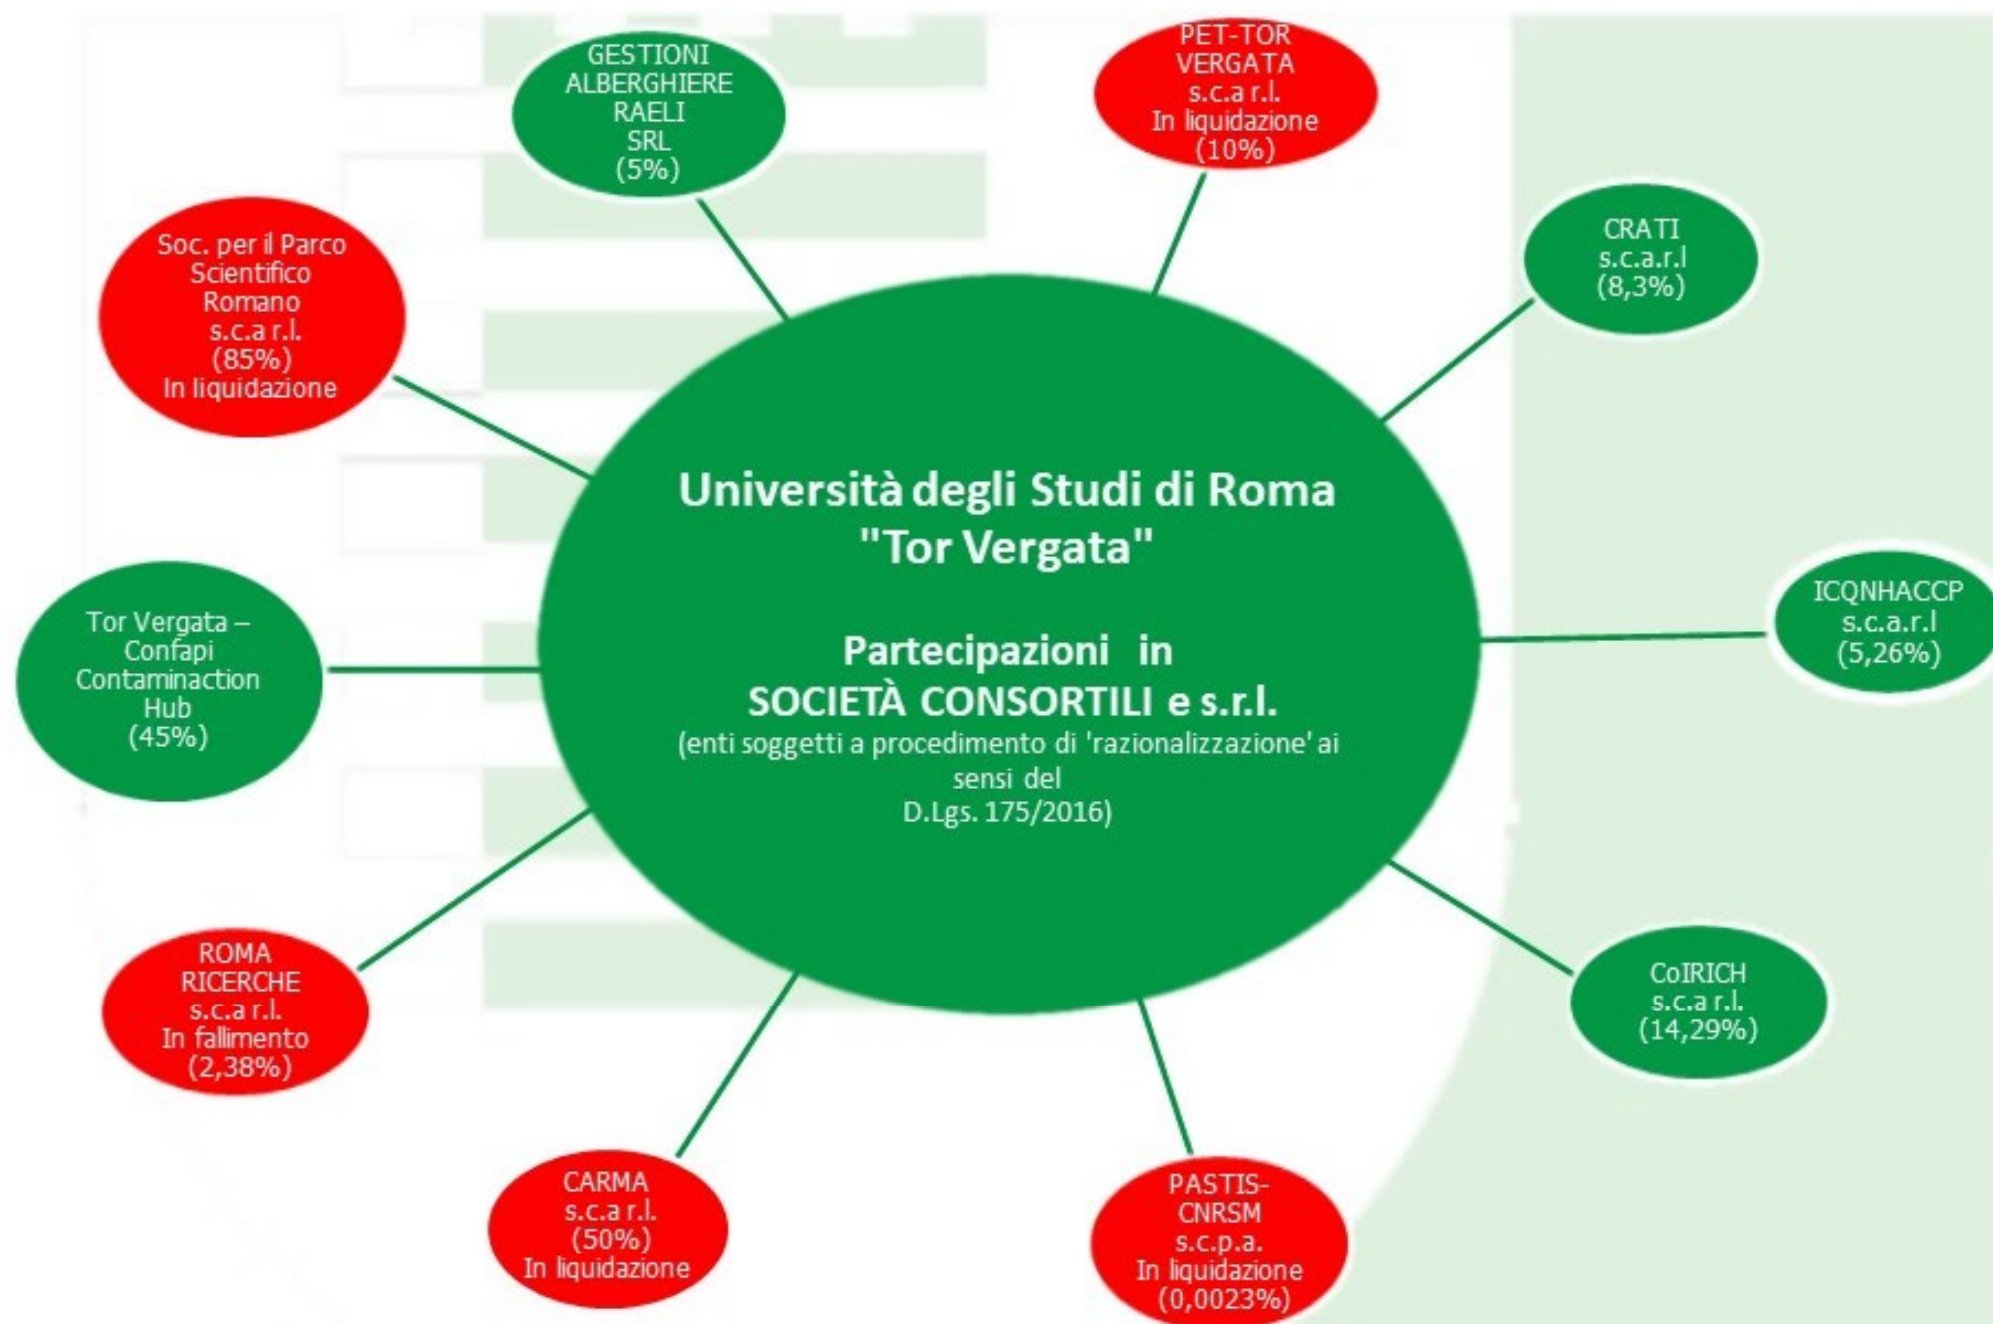 GESTIONI
ALBERGHIERE
RAELI
SRL
(5%)
PET-TOR
VERGATA
s.c.a r.l.
In liquidazione
(10%)
CRATI
s.c.a.r.l
(8,3%)
Soc. per il Parco
Scientifico
Romano
s.c.a r.l.
(85%)
In liquidazione
Università degli Studi di Roma
"Tor Vergata"
Partecipazioni in
SOCIETÀ CONSORTILI e s.r.l.
(enti soggetti a procedimento di 'razionalizzazione' ai
sensi del
D.Lgs. 175/2016)
ICQNHACCP
s.c.a.r.l
(5,26%)
Tor Vergata –
Confapi
Contaminaction
Hub
(45%)
CoIRICH
s.c.a r.l.
(14,29%)
ROMA
RICERCHE
s.c.a r.l.
In fallimento
(2,38%)
CARMA
s.c.a r.l.
(50%)
In liquidazione
PASTIS-
CNRSM
s.c.p.a.
In liquidazione
(0,0023%)